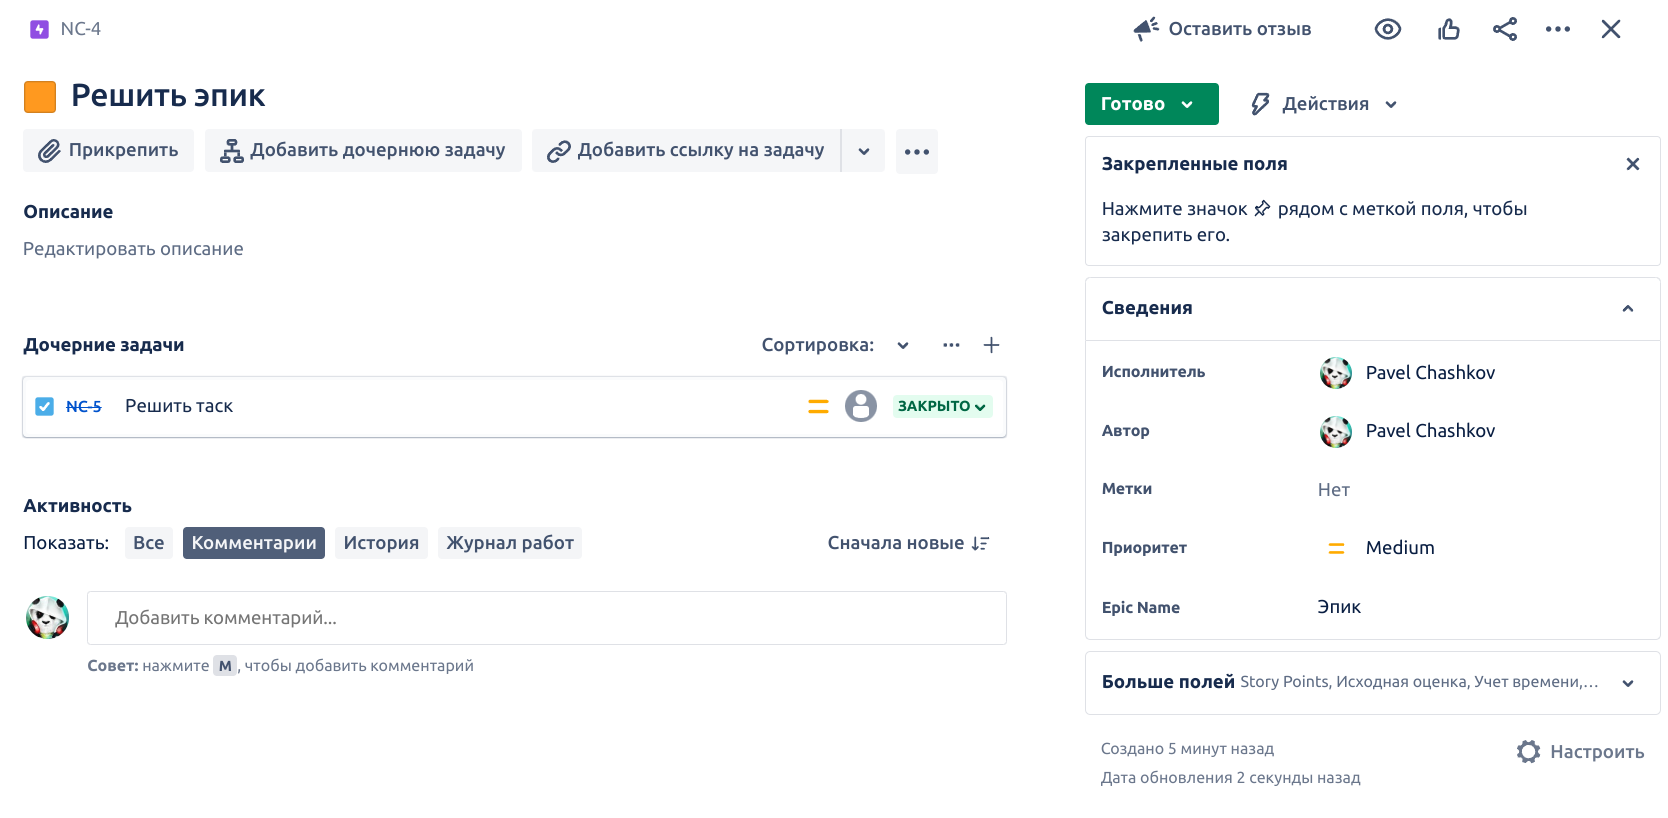 NC-4
Оставить отзыв
Решить эпик
Прикрепить
Добавить дочернюю задачу
Добавить ссылку на задачу
Описание
Редактировать описание
Дочерние задачи
Сортировка:
NC-5 Решить таск
ЗАКРЫТО
Активность
Показать: Все Комментарии История Журнал работ
Сначала новые
Добавить комментарий...
Совет: нажмите M, чтобы добавить комментарий
Готово
Действия
Закрепленные поля
Нажмите значок рядом с меткой поля, чтобы
закрепить его.
Сведения
Исполнитель Pavel Chashkov
Автор Pavel Chashkov
Метки Нет
Приоритет Medium
Epic Name Эпик
Больше полей Story Points, Исходная оценка, Учет времени,...
Создано 5 минут назад
Дата обновления 2 секунды назад
Настроить